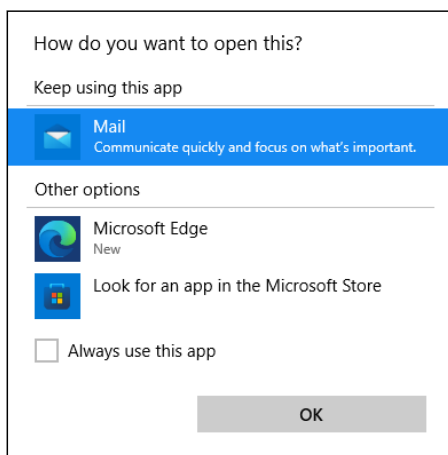 How do you want to open this?
Keep using this app
Mail
Communicate quickly and focus on what's important.
Other options
Microsoft Edge
New
Look for an app in the Microsoft Store
Always use this app
OK